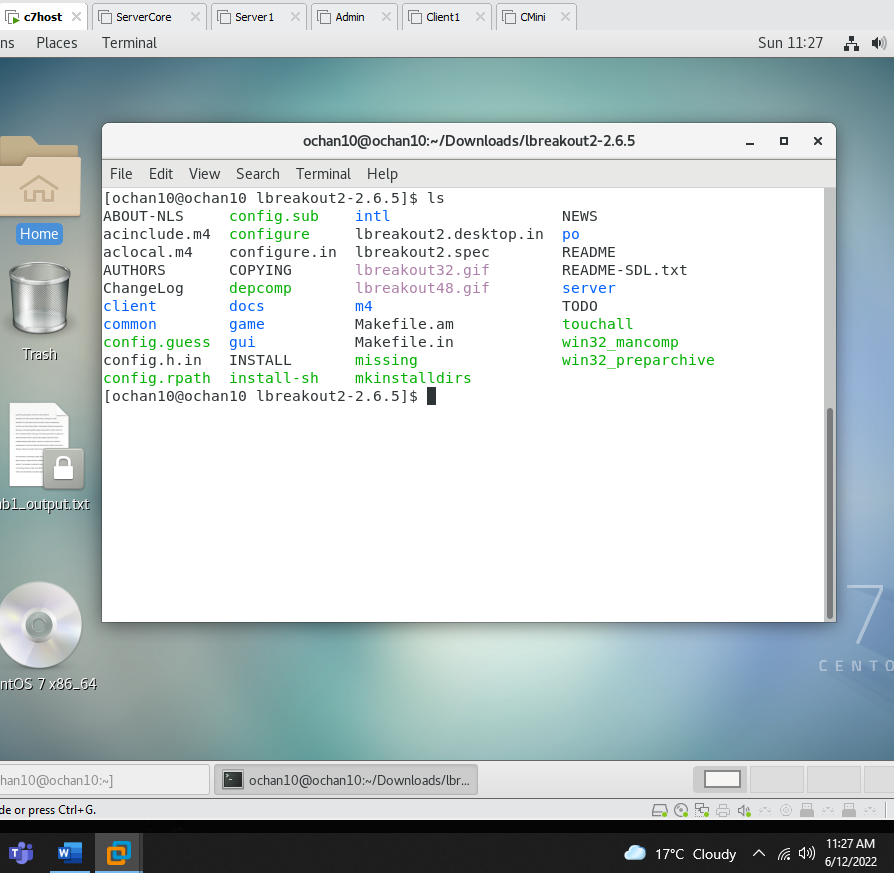 c7host ServerCore Server1 Admin Client1 CMini
ns Places Terminal Sun 11:27
ochan10@ochan10:~/Downloads/lbreakout2-2.6.5
File Edit View Search Terminal Help
[ochan10@ochan10 lbreakout2-2.6.5]$ ls
ABOUT-NLS config.sub intl NEWS
acinclude.m4 configure lbreakout2.desktop.in po
aclocal.m4 configure.in lbreakout2.spec README
AUTHORS COPYING lbreakout32.gif README-SDL.txt
ChangeLog depcomp lbreakout48.gif server
client docs m4 TODO
common game Makefile.am touchall
config.guess gui Makefile.in win32_mancomp
config.h.in INSTALL missing win32_preparchive
config.rpath install-sh mkinstalldirs
[ochan10@ochan10 lbreakout2-2.6.5]$
Home
Trash
b1_output.txt
ntOS 7 x86_64
7
CENTO
han10@ochan10:~] ochan10@ochan10:~/Downloads/lbr...
de or press Ctrl+G.
17°C Cloudy
11:27 AM
6/12/2022